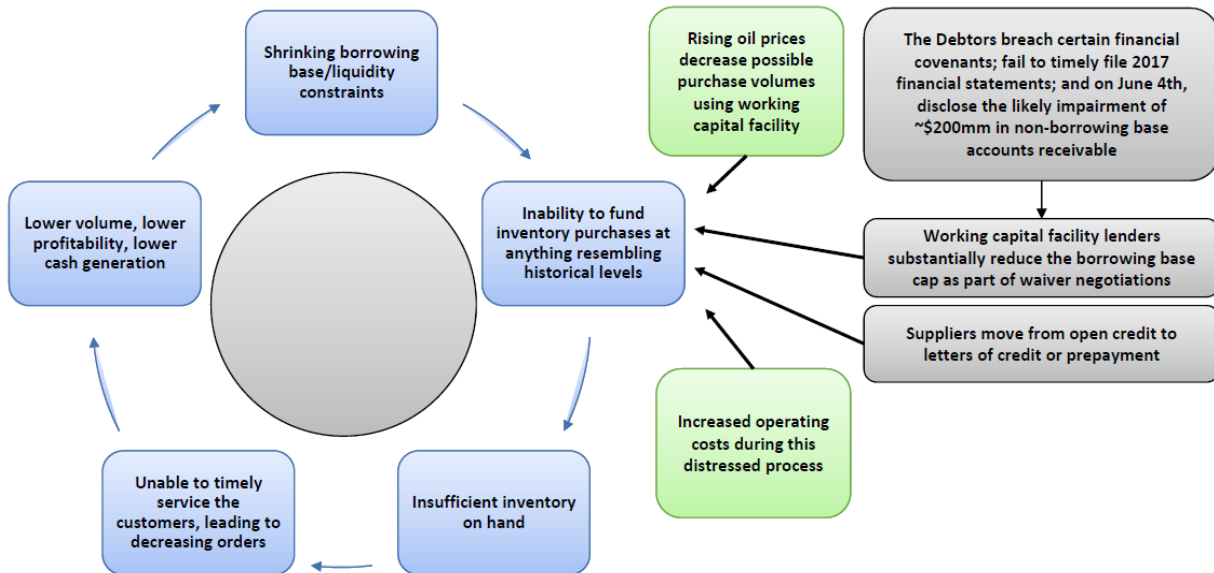 Shrinking borrowing
base/liquidity
constraints
Rising oil prices
decrease possible
purchase volumes
using working
capital facility
The Debtors breach certain financial
covenants; fail to timely file 2017
financial statements; and on June 4th,
disclose the likely impairment of
~$200mm in non-borrowing base
accounts receivable
Lower volume, lower
profitability, lower
cash generation
Inability to fund
inventory purchases at
anything resembling
historical levels
Working capital facility lenders
substantially reduce the borrowing base
cap as part of waiver negotiations
Suppliers move from open credit to
letters of credit or prepayment
Increased operating
costs during this
distressed process
Unable to timely
service the
customers, leading to
decreasing orders
Insufficient inventory
on hand